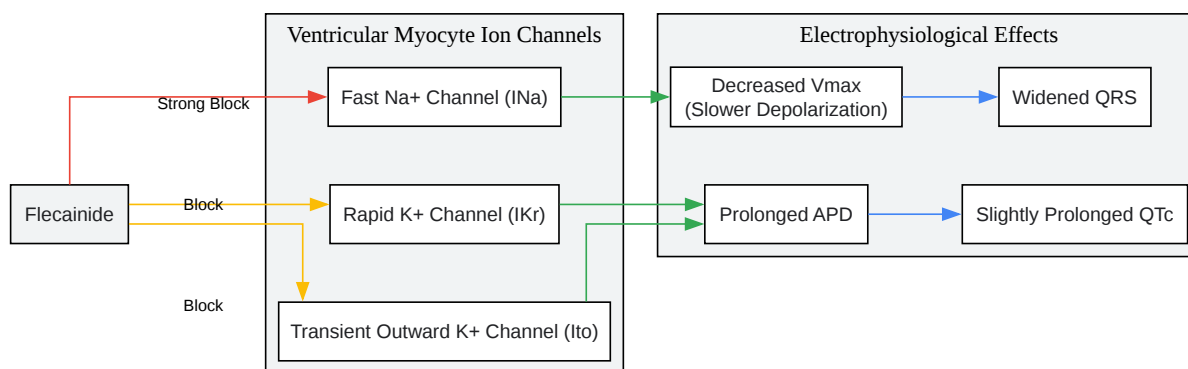 Ventricular Myocyte Ion Channels
Electrophysiological Effects
Strong Block
Fast Na+ Channel (INa)
Decreased Vmax
(Slower Depolarization)
Widened QRS
Flecainide
Block
Rapid K+ Channel (IKr)
Prolonged APD
Slightly Prolonged QTc
Block
Transient Outward K+ Channel (Ito)